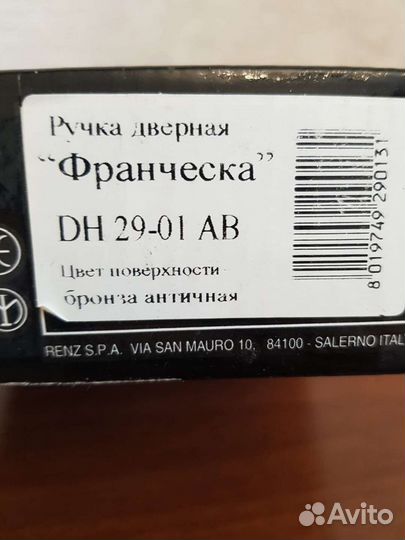 Ручка дверная
“Франческа”
DH 29-01 AB
Цвет поверхности
бронза античная
8 019749 290131
RENZ S.P.A. VIA SAN MAURO 10, 84100 - SALERNO ITAL
Avito